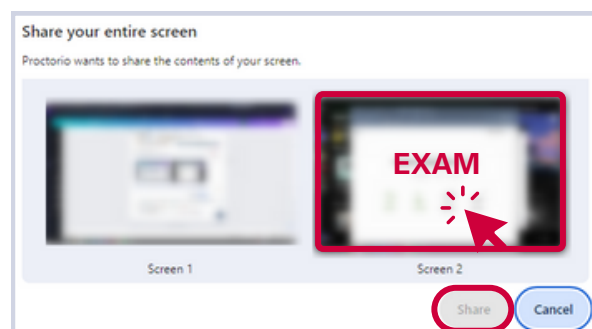 Share your entire screen
Proctorio wants to share the contents of your screen.
EXAM
Screen 1
Screen 2
Share
Cancel